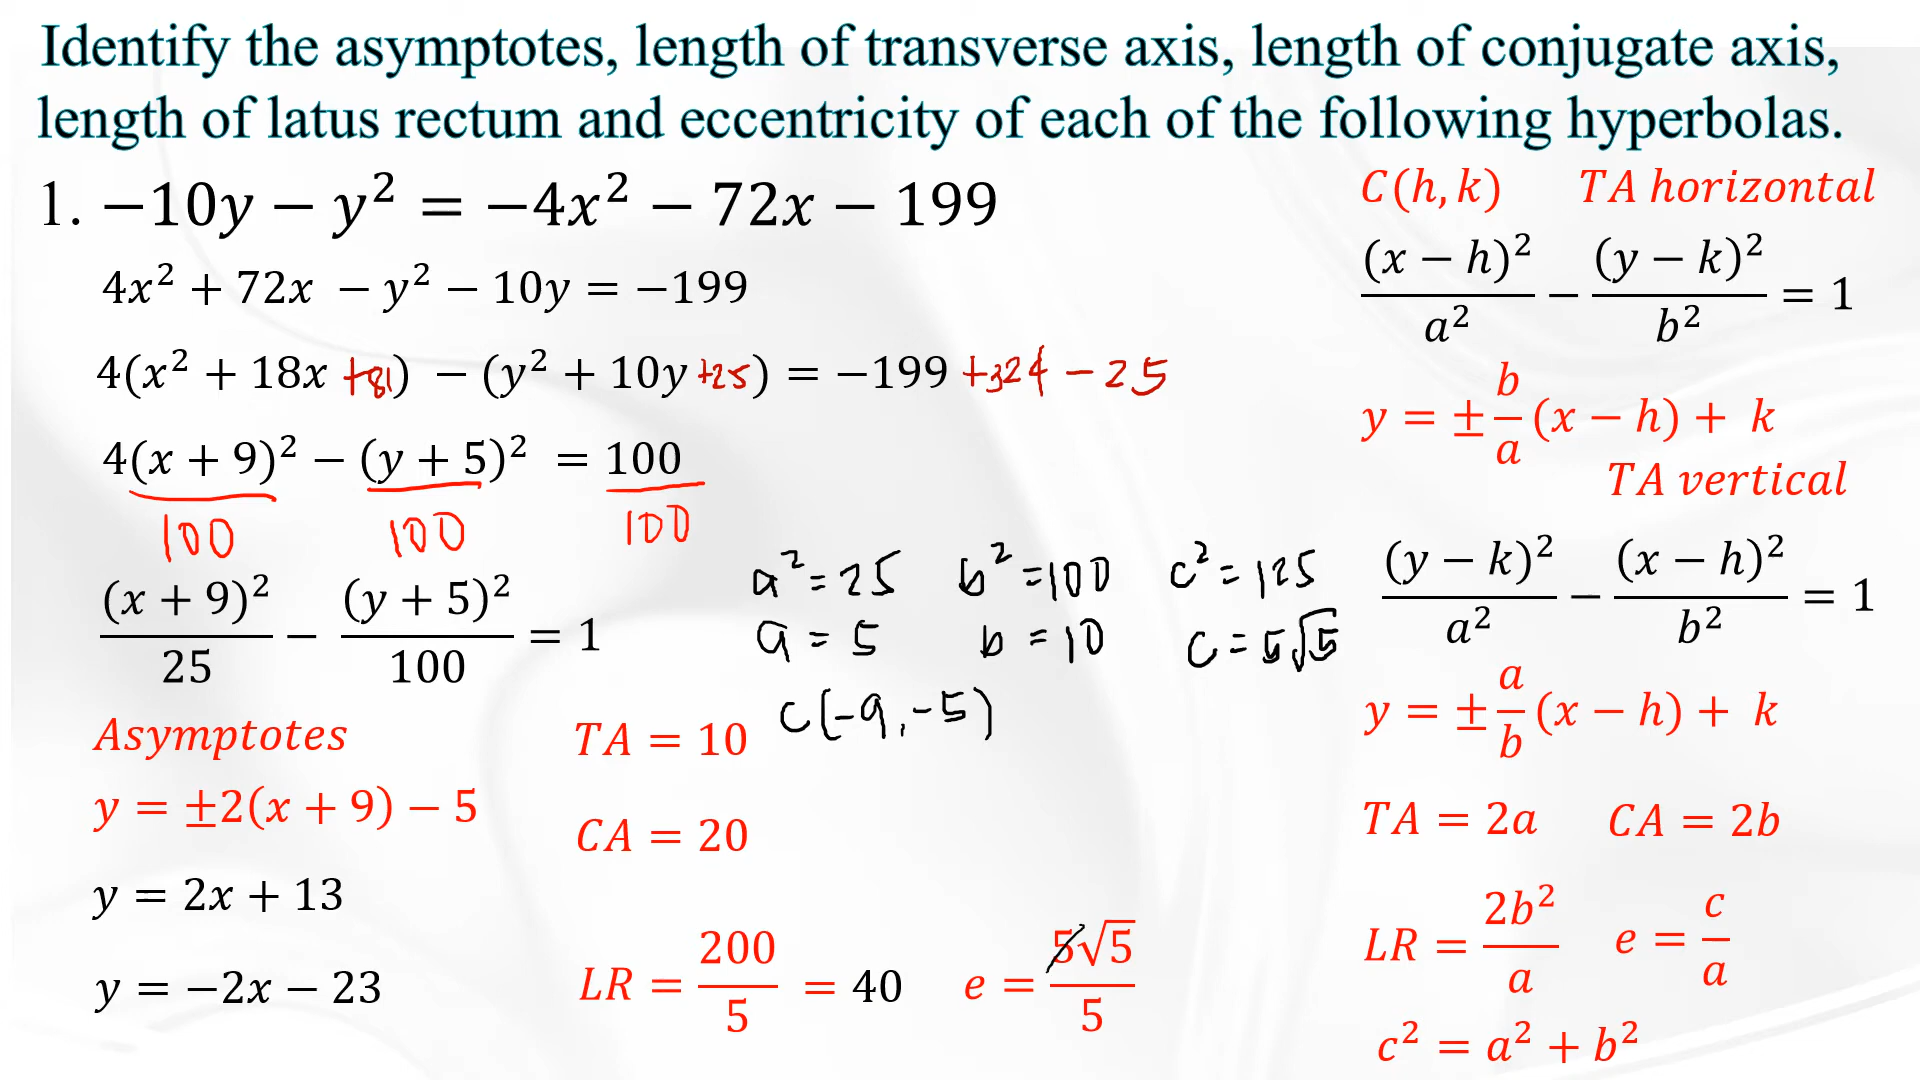 Identify the asymptotes, length of transverse axis, length of conjugate axis,
length of latus rectum and eccentricity of each of the following hyperbolas.
1. −10y − y² = −4x² − 72x − 199
4x² + 72x − y² − 10y = −199
4(x² + 18x +81) − (y² + 10y +25) = −199 +324 − 25
4(x + 9)² − (y + 5)² = 100
100 100 100
(x + 9)²/25 − (y + 5)²/100 = 1
a² = 25 b² = 100 c² = 125
a = 5 b = 10 c = 5√5
C(-9, -5)
Asymptotes
y = ±2(x + 9) − 5
y = 2x + 13
y = −2x − 23
TA = 10
CA = 20
LR = 200/5 = 40
e = 5√5/5
C(h, k) TA horizontal
(x − h)²/a² − (y − k)²/b² = 1
y = ± b/a (x − h) + k
TA vertical
(y − k)²/a² − (x − h)²/b² = 1
y = ± a/b (x − h) + k
TA = 2a CA = 2b
LR = 2b²/a e = c/a
c² = a² + b²